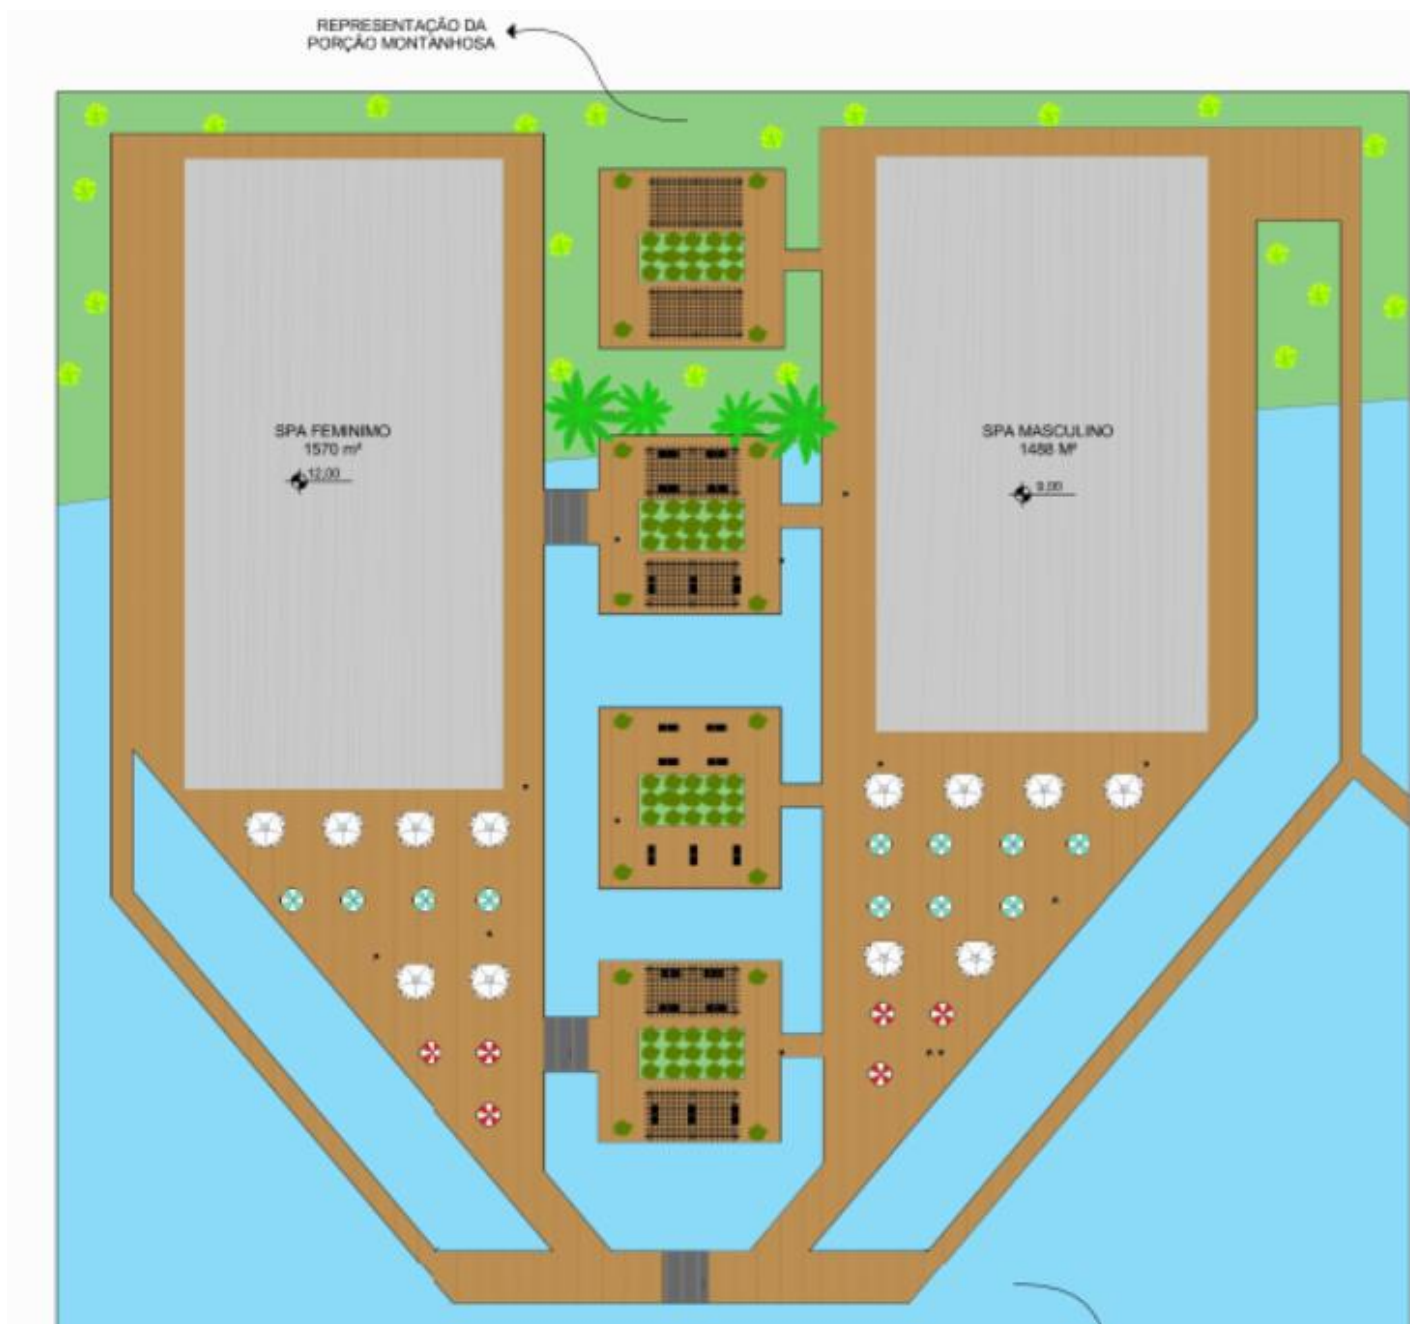 REPRESENTAÇÃO DA
PORÇÃO MONTANHOSA
SPA FEMINIMO
1570 m²
12,00
SPA MASCULINO
1488 M²
9,00